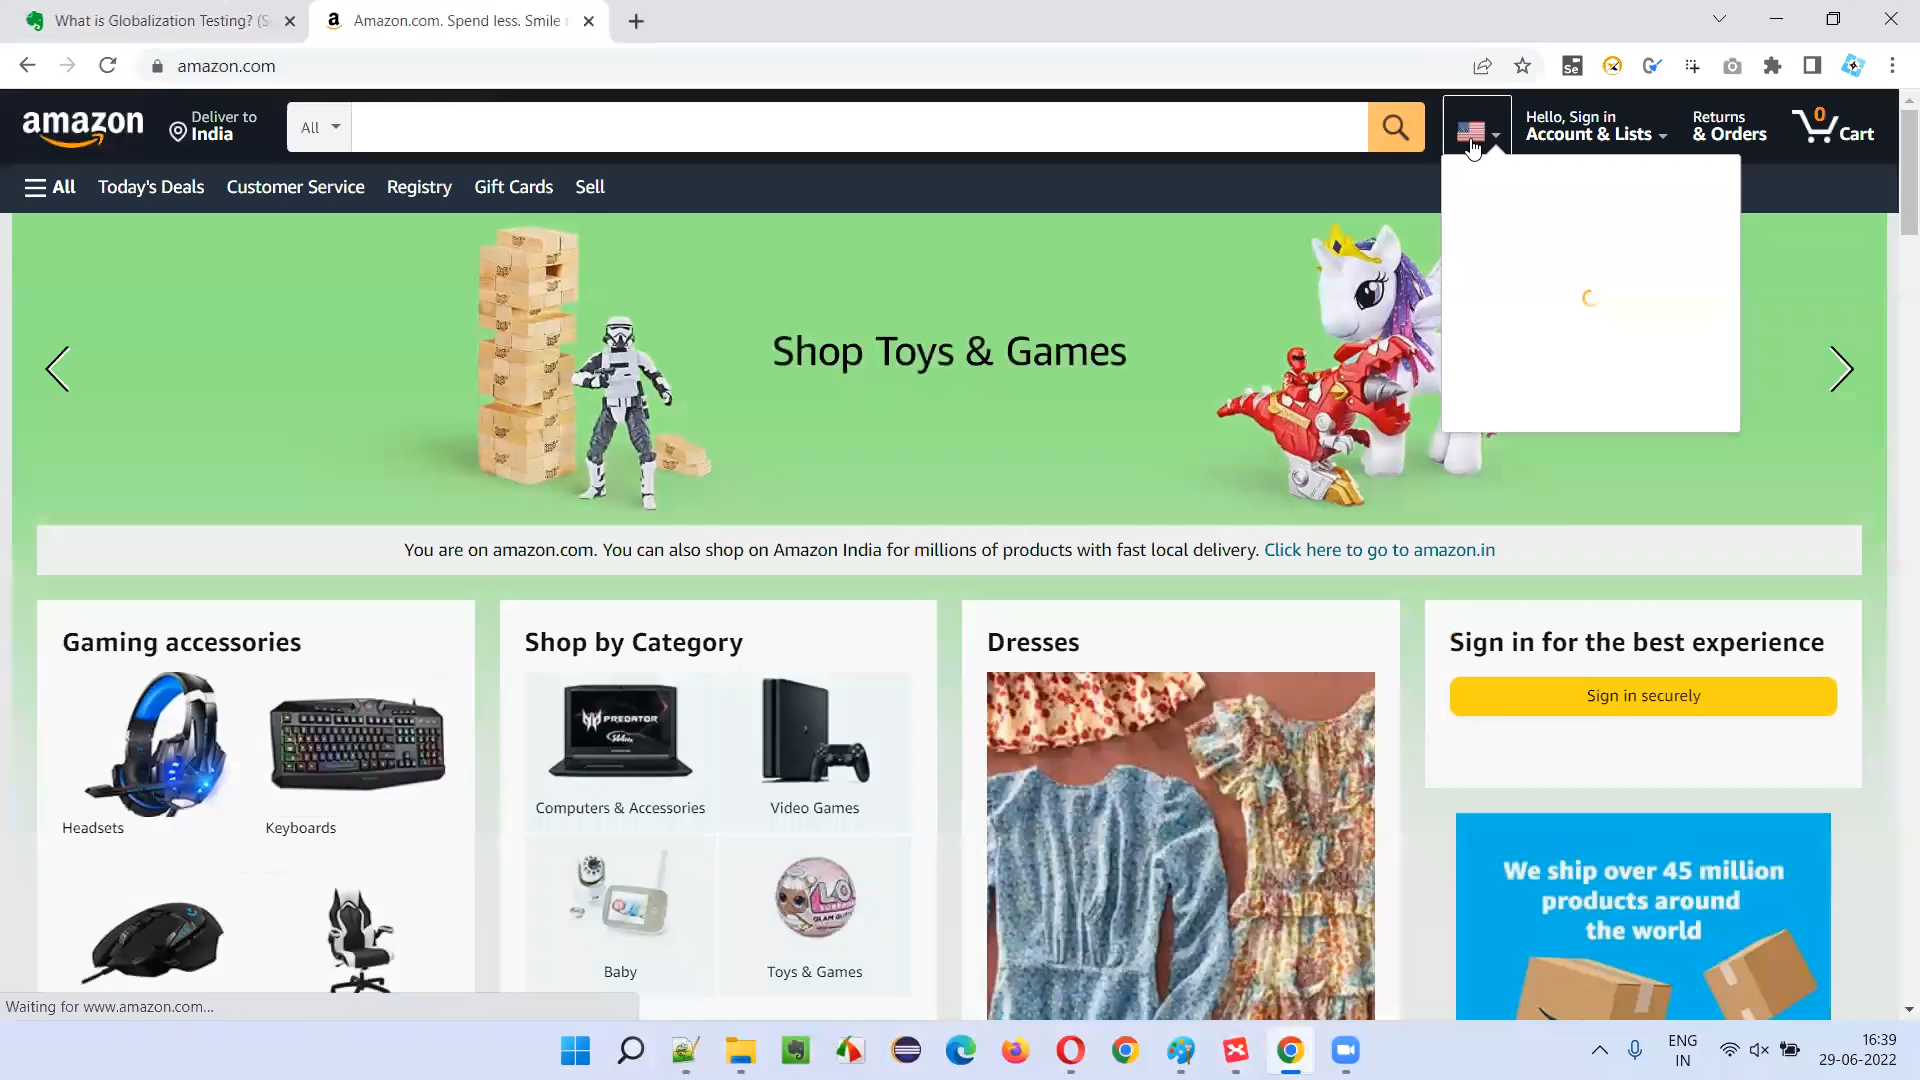 What is Globalization Testing? (S
Amazon.com. Spend less. Smile
amazon.com
amazon
Deliver to
India
All
Hello, Sign in
Account & Lists
Returns
& Orders
0
Cart
All
Today's Deals
Customer Service
Registry
Gift Cards
Sell
Shop Toys & Games
You are on amazon.com. You can also shop on Amazon India for millions of products with fast local delivery. Click here to go to amazon.in
Gaming accessories
Headsets
Keyboards
Shop by Category
PREDATOR
Computers & Accessories
Video Games
Baby
Toys & Games
Dresses
Sign in for the best experience
Sign in securely
We ship over 45 million
products around
the world
Waiting for www.amazon.com...
ENG
IN
16:39
29-06-2022